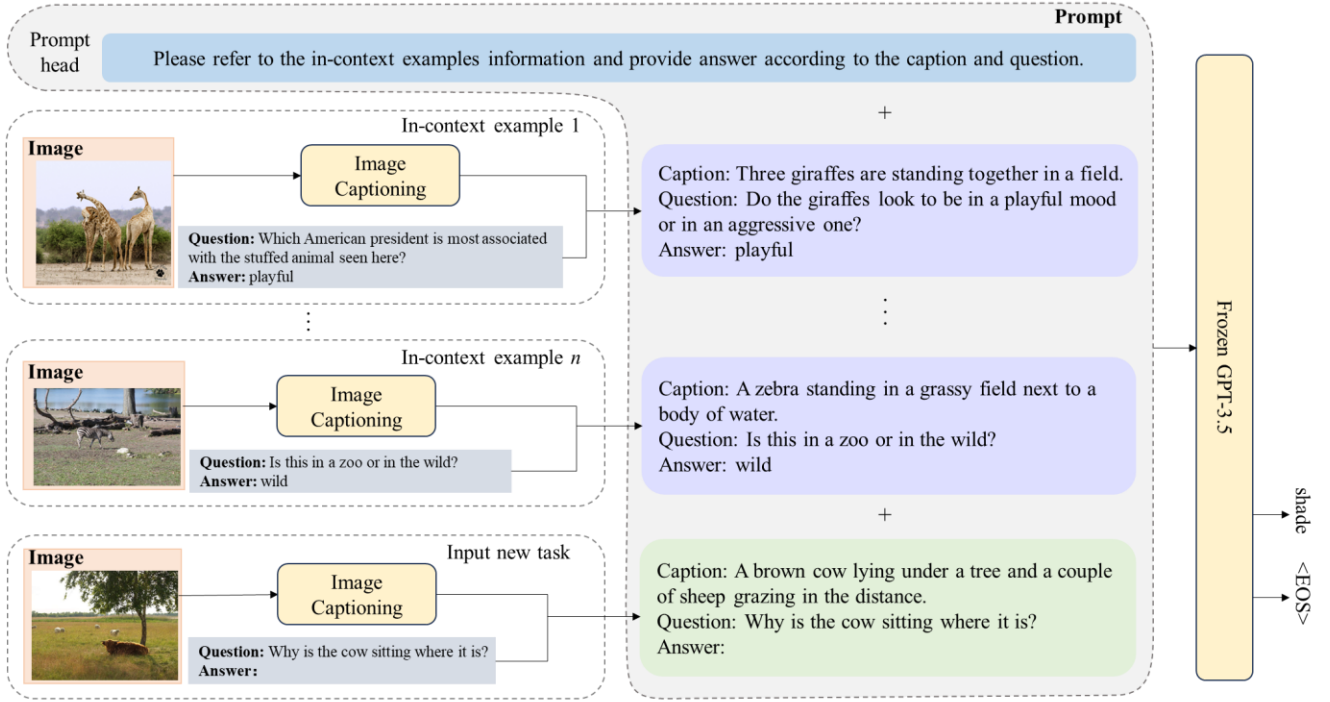 Prompt
Prompt
head
Please refer to the in-context examples information and provide answer according to the caption and question.
+
In-context example 1
Image
Image
Captioning
Question: Which American president is most associated
with the stuffed animal seen here?
Answer: playful
Caption: Three giraffes are standing together in a field.
Question: Do the giraffes look to be in a playful mood
or in an aggressive one?
Answer: playful
⋮
⋮
In-context example n
Image
Image
Captioning
Question: Is this in a zoo or in the wild?
Answer: wild
Caption: A zebra standing in a grassy field next to a
body of water.
Question: Is this in a zoo or in the wild?
Answer: wild
+
Input new task
Image
Image
Captioning
Question: Why is the cow sitting where it is?
Answer:
Caption: A brown cow lying under a tree and a couple
of sheep grazing in the distance.
Question: Why is the cow sitting where it is?
Answer:
Frozen GPT-3.5
shade
<EOS>